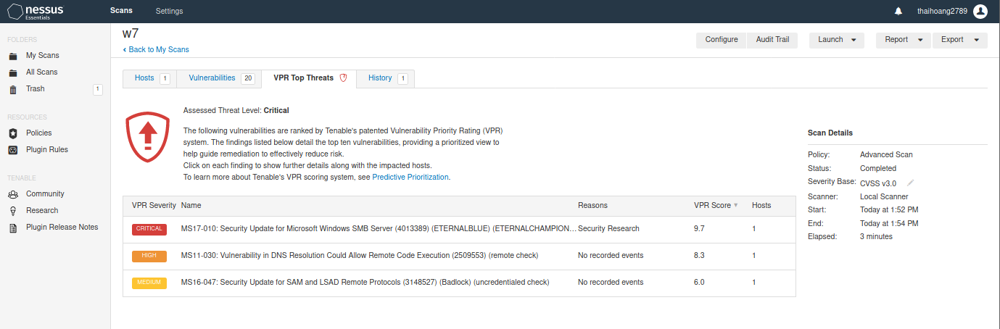 nessus Essentials Scans Settings thaihoang2789
w7
Configure Audit Trail Launch Report Export
‹ Back to My Scans
FOLDERS
My Scans
All Scans
Trash 1
RESOURCES
Policies
Plugin Rules
TENABLE
Community
Research
Plugin Release Notes
Hosts 1 Vulnerabilities 20 VPR Top Threats History 1
Assessed Threat Level: Critical
The following vulnerabilities are ranked by Tenable's patented Vulnerability Priority Rating (VPR)
system. The findings listed below detail the top ten vulnerabilities, providing a prioritized view to
help guide remediation to effectively reduce risk.
Click on each finding to show further details along with the impacted hosts.
To learn more about Tenable's VPR scoring system, see Predictive Prioritization.
VPR Severity Name Reasons VPR Score Hosts
CRITICAL MS17-010: Security Update for Microsoft Windows SMB Server (4013389) (ETERNALBLUE) (ETERNALCHAMPION... Security Research 9.7 1
HIGH MS11-030: Vulnerability in DNS Resolution Could Allow Remote Code Execution (2509553) (remote check) No recorded events 8.3 1
MEDIUM MS16-047: Security Update for SAM and LSAD Remote Protocols (3148527) (Badlock) (uncredentialed check) No recorded events 6.0 1
Scan Details
Policy: Advanced Scan
Status: Completed
Severity Base: CVSS v3.0
Scanner: Local Scanner
Start: Today at 1:52 PM
End: Today at 1:54 PM
Elapsed: 3 minutes